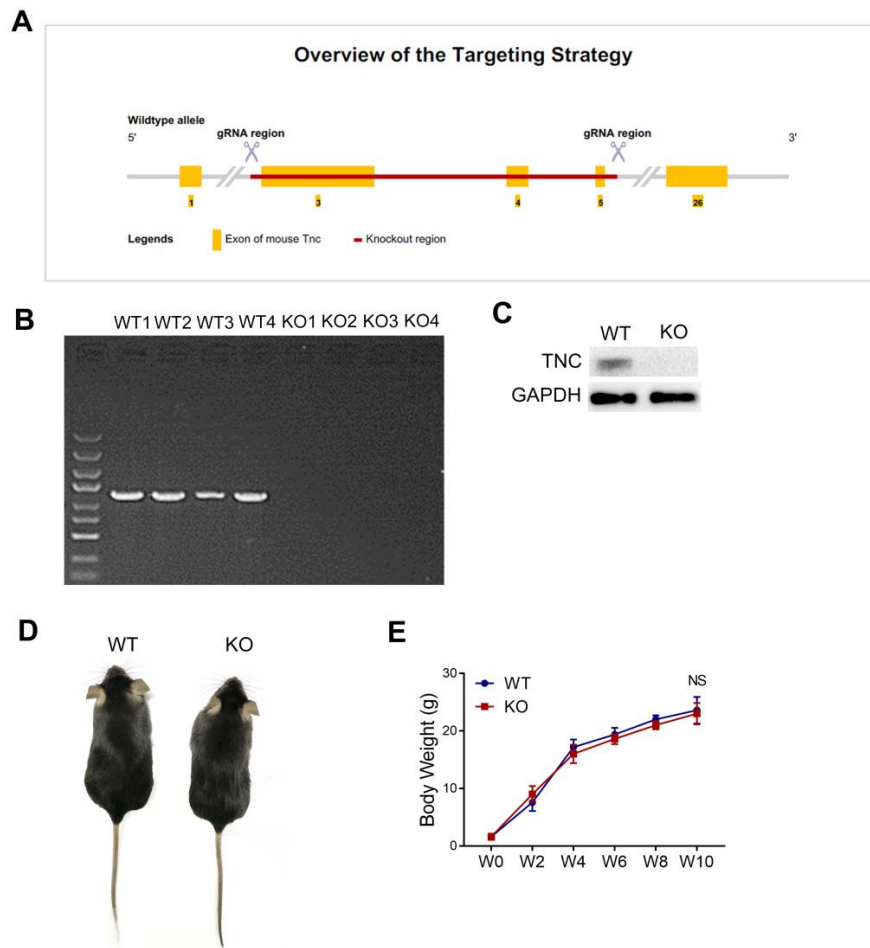 A
Overview of the Targeting Strategy
Wildtype allele
5'
gRNA region
gRNA region
3'
1
3
4
5
26
Legends
Exon of mouse Tnc
Knockout region
B
WT1 WT2 WT3 WT4 KO1 KO2 KO3 KO4
C
WT KO
TNC
GAPDH
D
WT KO
E
30
20
10
0
Body Weight (g)
WT
KO
NS
W0 W2 W4 W6 W8 W10